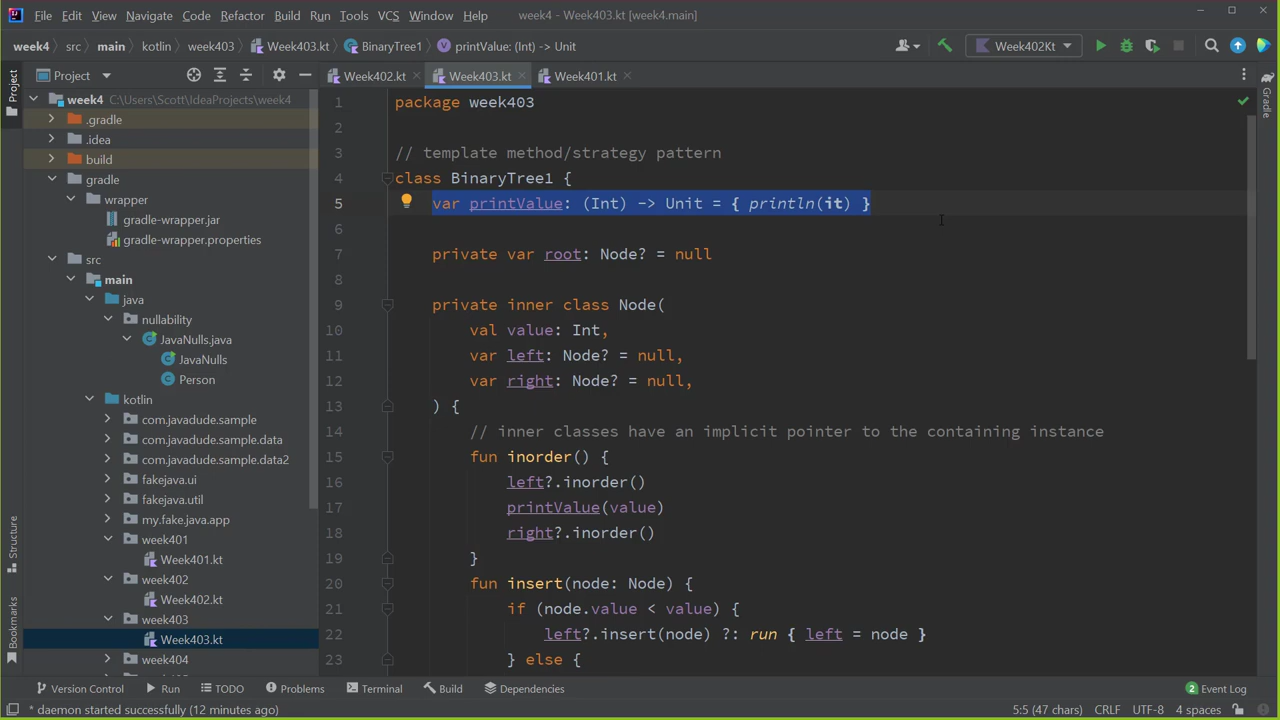 File Edit View Navigate Code Refactor Build Run Tools VCS Window Help week4 - Week403.kt [week4.main]
week4 src main kotlin week403 Week403.kt BinaryTree1 printValue: (Int) -> Unit Week402Kt
Project
Week402.kt Week403.kt Week401.kt
Project
Structure
Bookmarks
Gradle
week4 C:\Users\Scott\IdeaProjects\week4
.gradle
.idea
build
gradle
wrapper
gradle-wrapper.jar
gradle-wrapper.properties
src
main
java
nullability
JavaNulls.java
JavaNulls
Person
kotlin
com.javadude.sample
com.javadude.sample.data
com.javadude.sample.data2
fakejava.ui
fakejava.util
my.fake.java.app
week401
Week401.kt
week402
Week402.kt
week403
Week403.kt
week404
1 package week403
2
3 // template method/strategy pattern
4 class BinaryTree1 {
5 var printValue: (Int) -> Unit = { println(it) }
6
7 private var root: Node? = null
8
9 private inner class Node(
10 val value: Int,
11 var left: Node? = null,
12 var right: Node? = null,
13 ) {
14 // inner classes have an implicit pointer to the containing instance
15 fun inorder() {
16 left?.inorder()
17 printValue(value)
18 right?.inorder()
19 }
20 fun insert(node: Node) {
21 if (node.value < value) {
22 left?.insert(node) ?: run { left = node }
23 } else {
Version Control Run TODO Problems Terminal Build Dependencies 2 Event Log
* daemon started successfully (12 minutes ago) 5:5 (47 chars) CRLF UTF-8 4 spaces